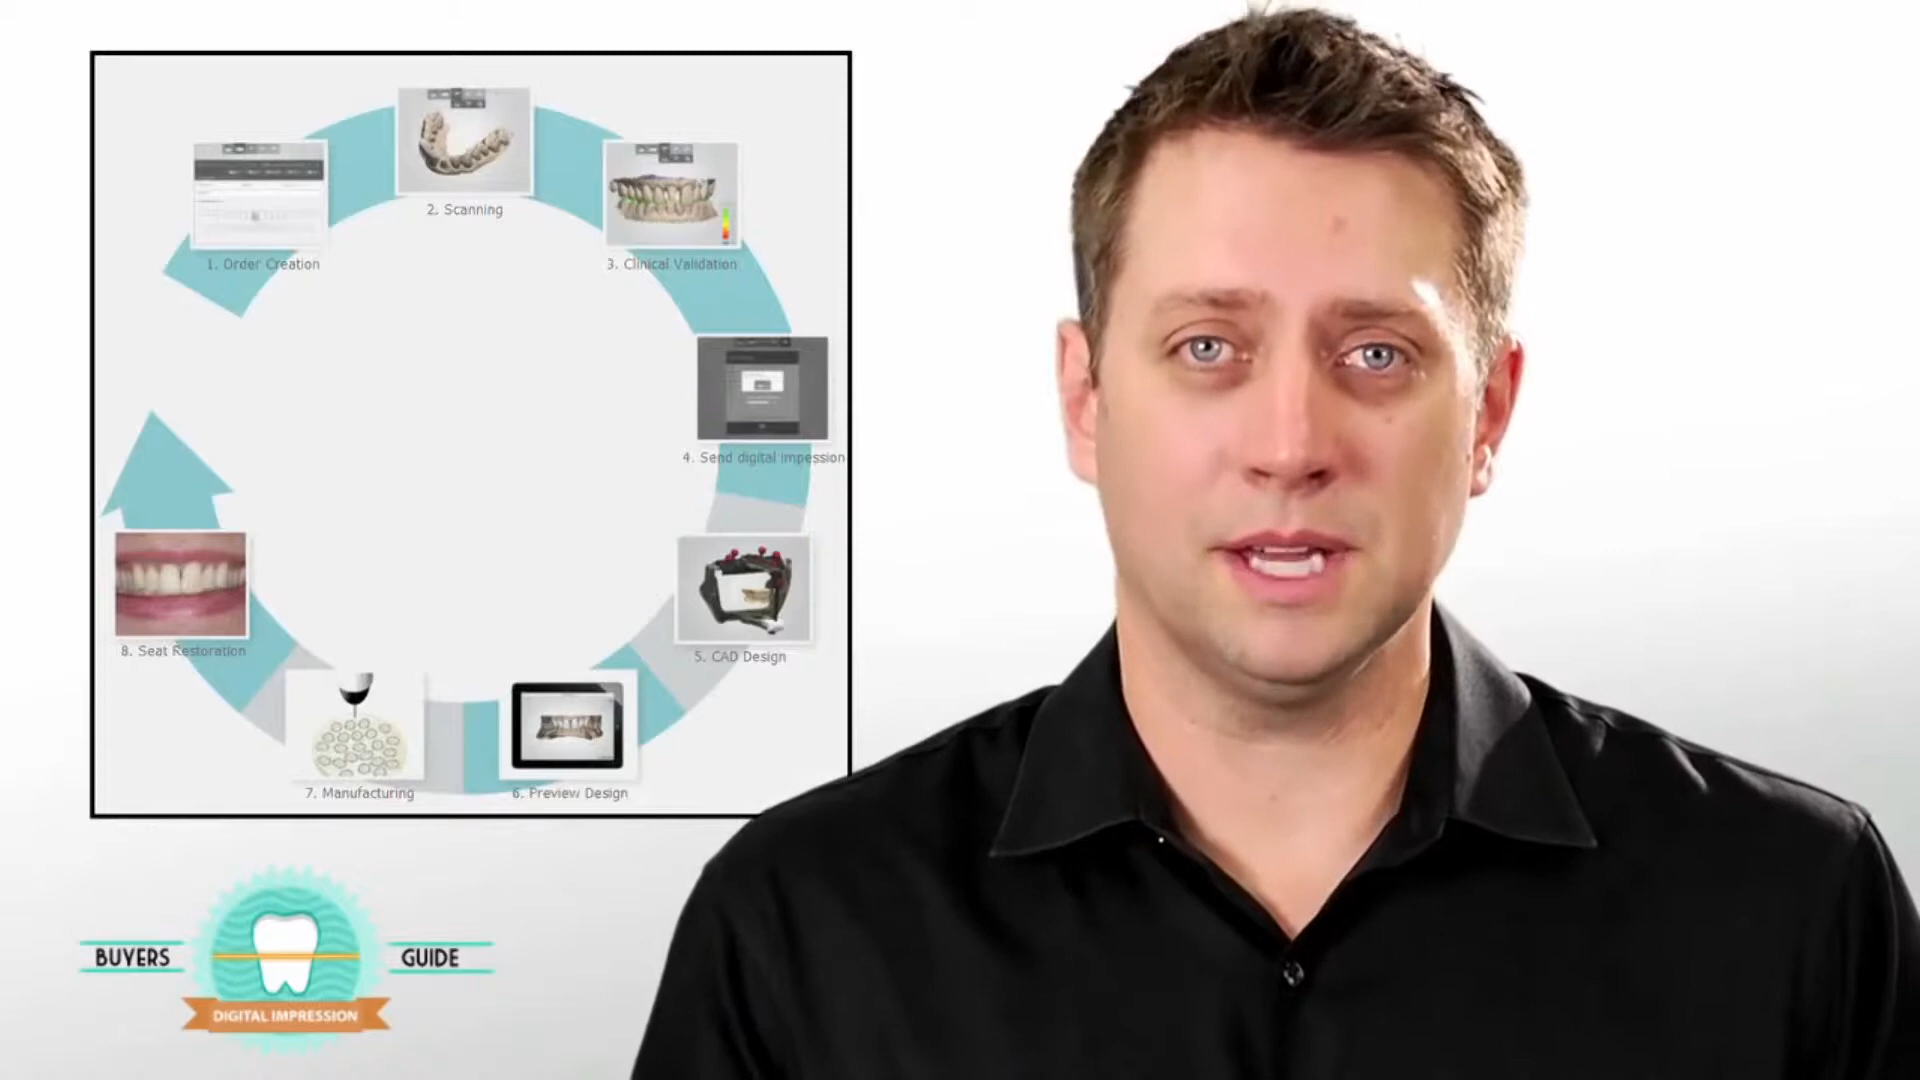 2. Scanning
1. Order Creation
3. Clinical Validation
4. Send digital impession
5. CAD Design
8. Seat Restoration
7. Manufacturing
6. Preview Design
BUYERS
GUIDE
DIGITAL IMPRESSION